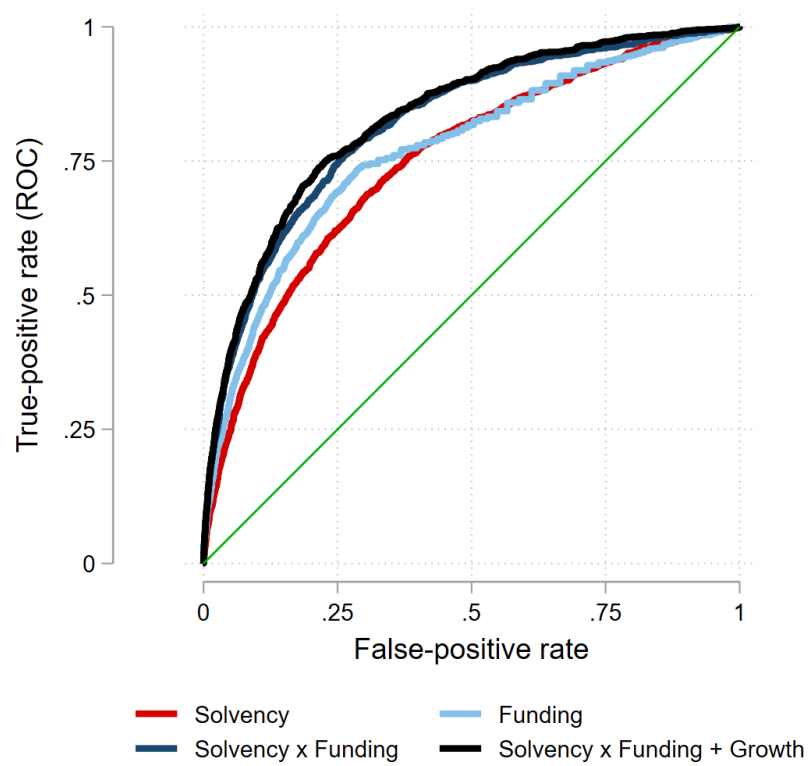 1
.75
.5
.25
0
True-positive rate (ROC)
0 .25 .5 .75 1
False-positive rate
Solvency Funding
Solvency x Funding Solvency x Funding + Growth